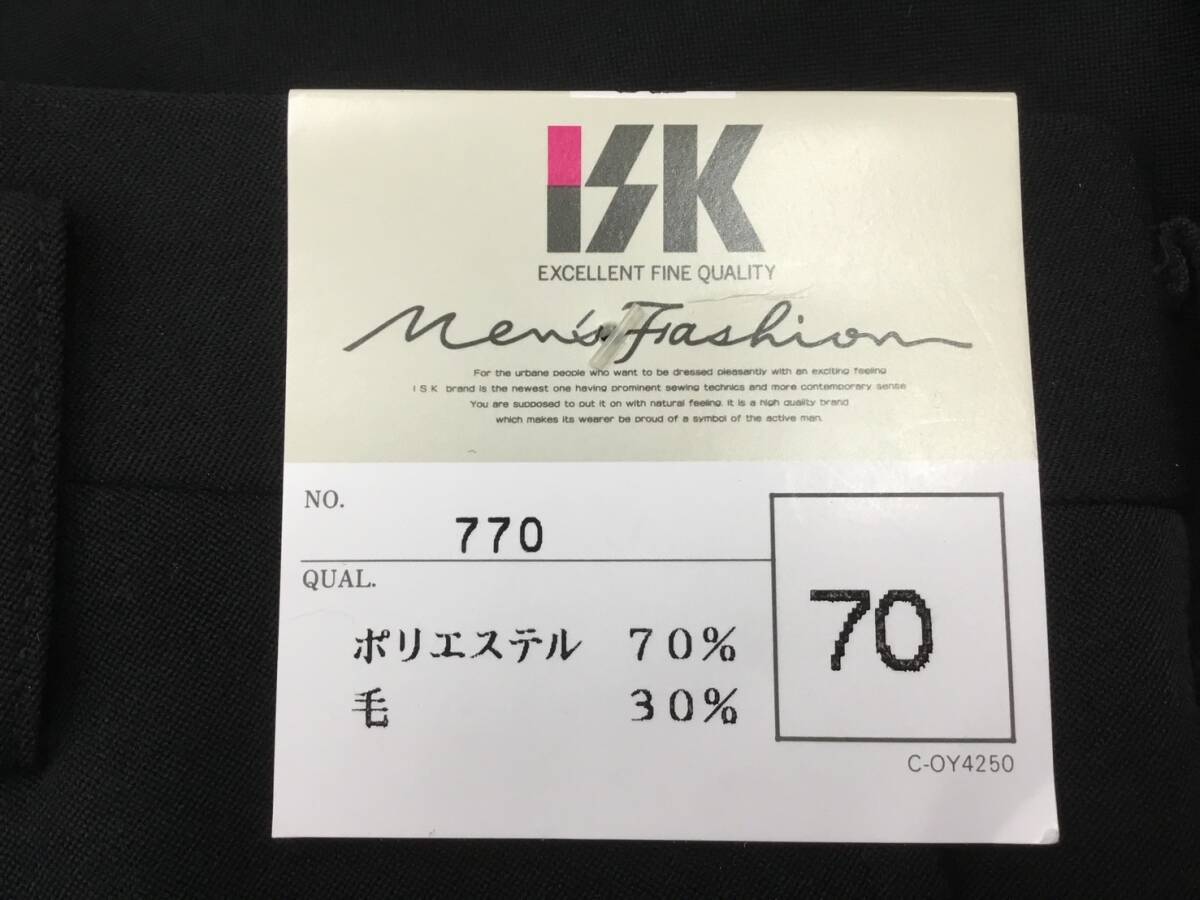 iSK
EXCELLENT FINE QUALITY
Men's Fashion
For the urbane people who want to be dressed pleasantly with an exciting feeling
ISK brand is the newest one having prominent sewing technics and more contemporary sense
You are supposed to put it on with natural feeling. It is a high quality brand
which makes its wearer be proud of a symbol of the active man.
NO.
770
QUAL.
ポリエステル 70%
毛 30%
70
C-OY4250